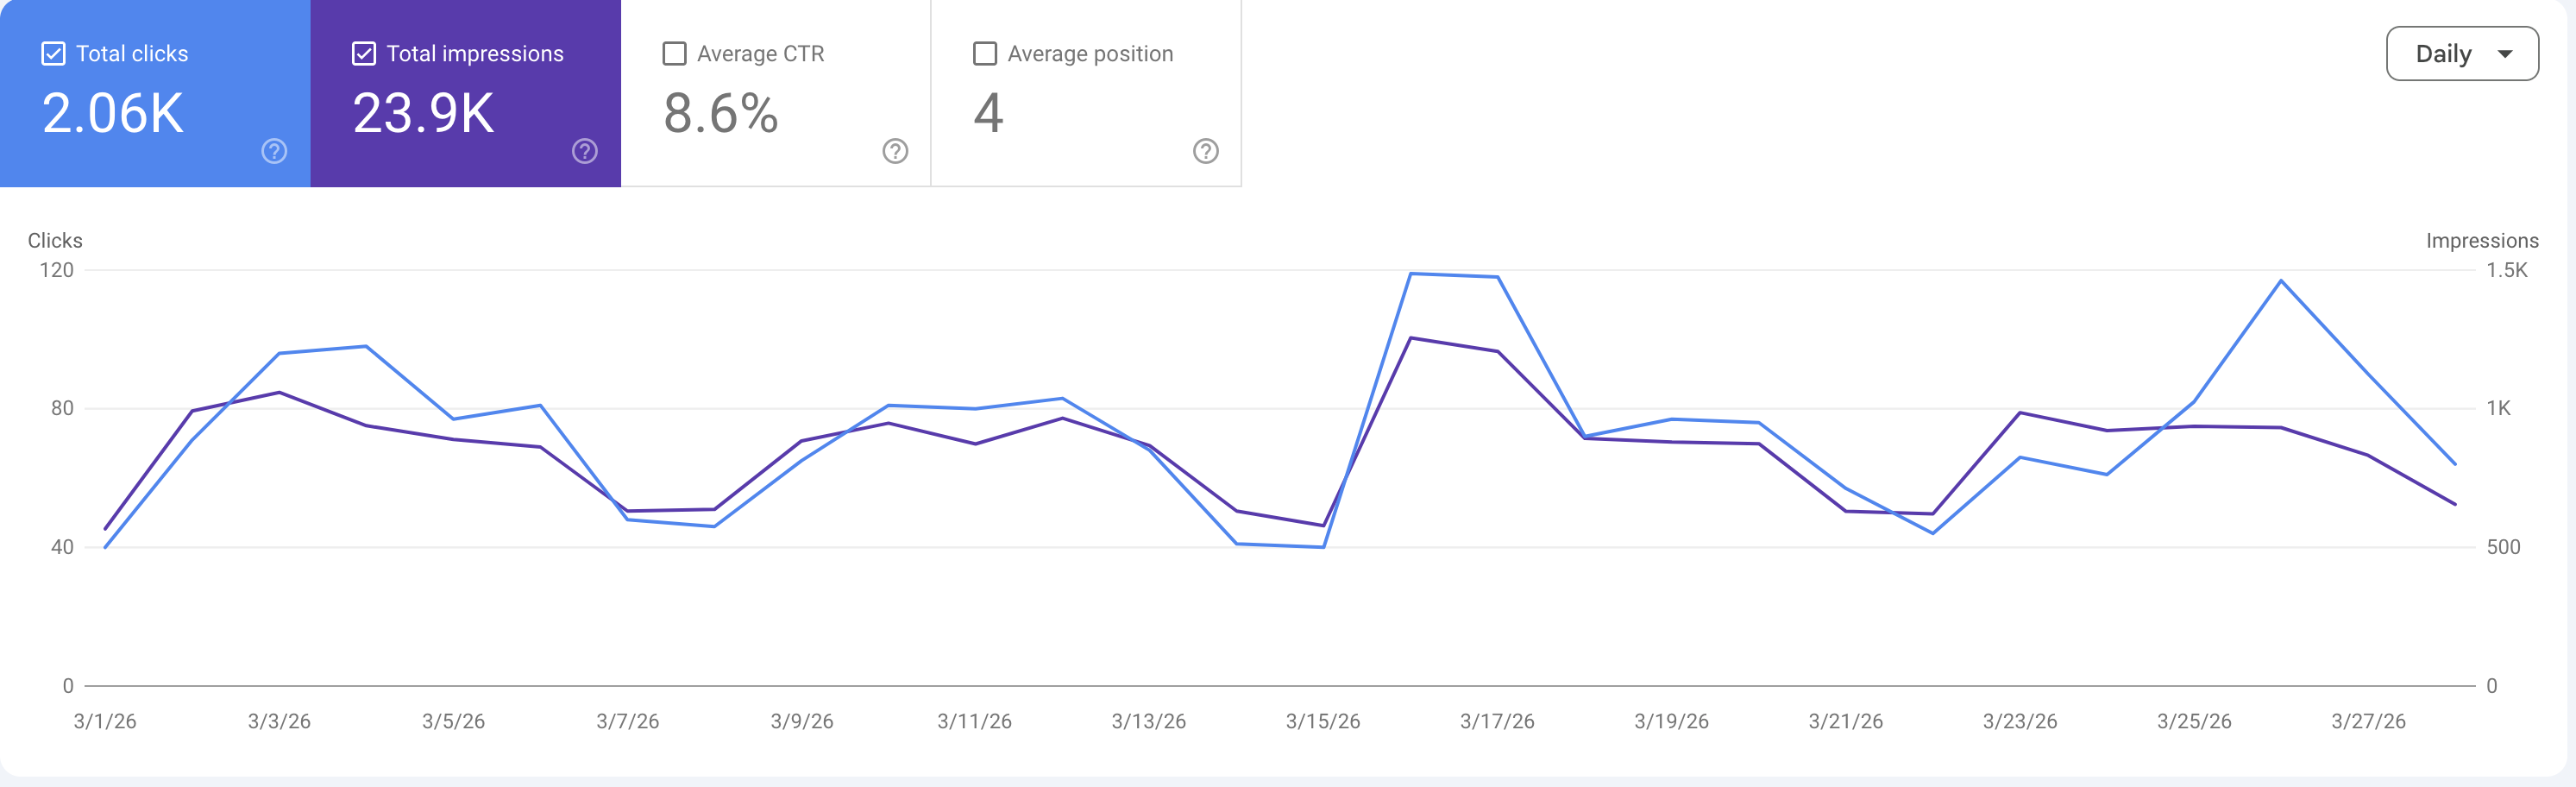 Total clicks
2.06K
Total impressions
23.9K
Average CTR
8.6%
Average position
4
Daily
Clicks
Impressions
120
1.5K
80
1K
40
500
0
0
3/1/26 3/3/26 3/5/26 3/7/26 3/9/26 3/11/26 3/13/26 3/15/26 3/17/26 3/19/26 3/21/26 3/23/26 3/25/26 3/27/26